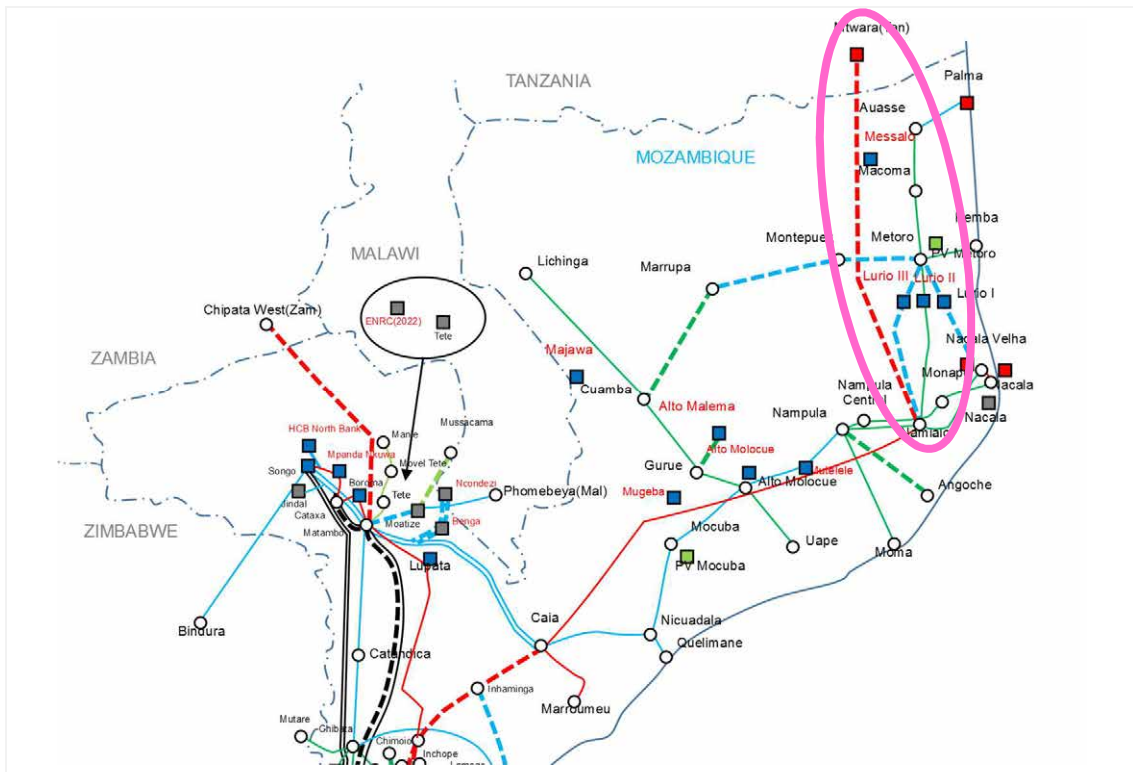 Mtwara(Tan)
TANZANIA
Palma
Auasse
Messalo
MOZAMBIQUE
Macoma
Pemba
Metoro
Montepuez
MALAWI
PV Metoro
Marrupa
Lichinga
Lurio III
Lurio II
Lurio I
Chipata West(Zam)
ENRC(2022)
Tete
Nacala Velha
Majawa
ZAMBIA
Monapo
Nacala
Cuamba
Nampula
Central
Alto Malema
Nampula
Nacala
Namialo
HCB North Bank
Manje
Mussacama
Mpanda Nkuwa
Alto Molocue
Movel Tete
Songo
Gurue
Mutelele
Boroma
Ncondezi
Alto Molocue
Jindal
Tete
Phomebeya(Mal)
Mugeba
Angoche
Cataxa
Moatize
Benga
ZIMBABWE
Matambo
Mocuba
Uape
Moma
Lupata
PV Mocuba
Caia
Nicuadala
Bindura
Quelimane
Catandica
Inhaminga
Marroumeu
Mutare
Chibata
Chimoio
Inchope